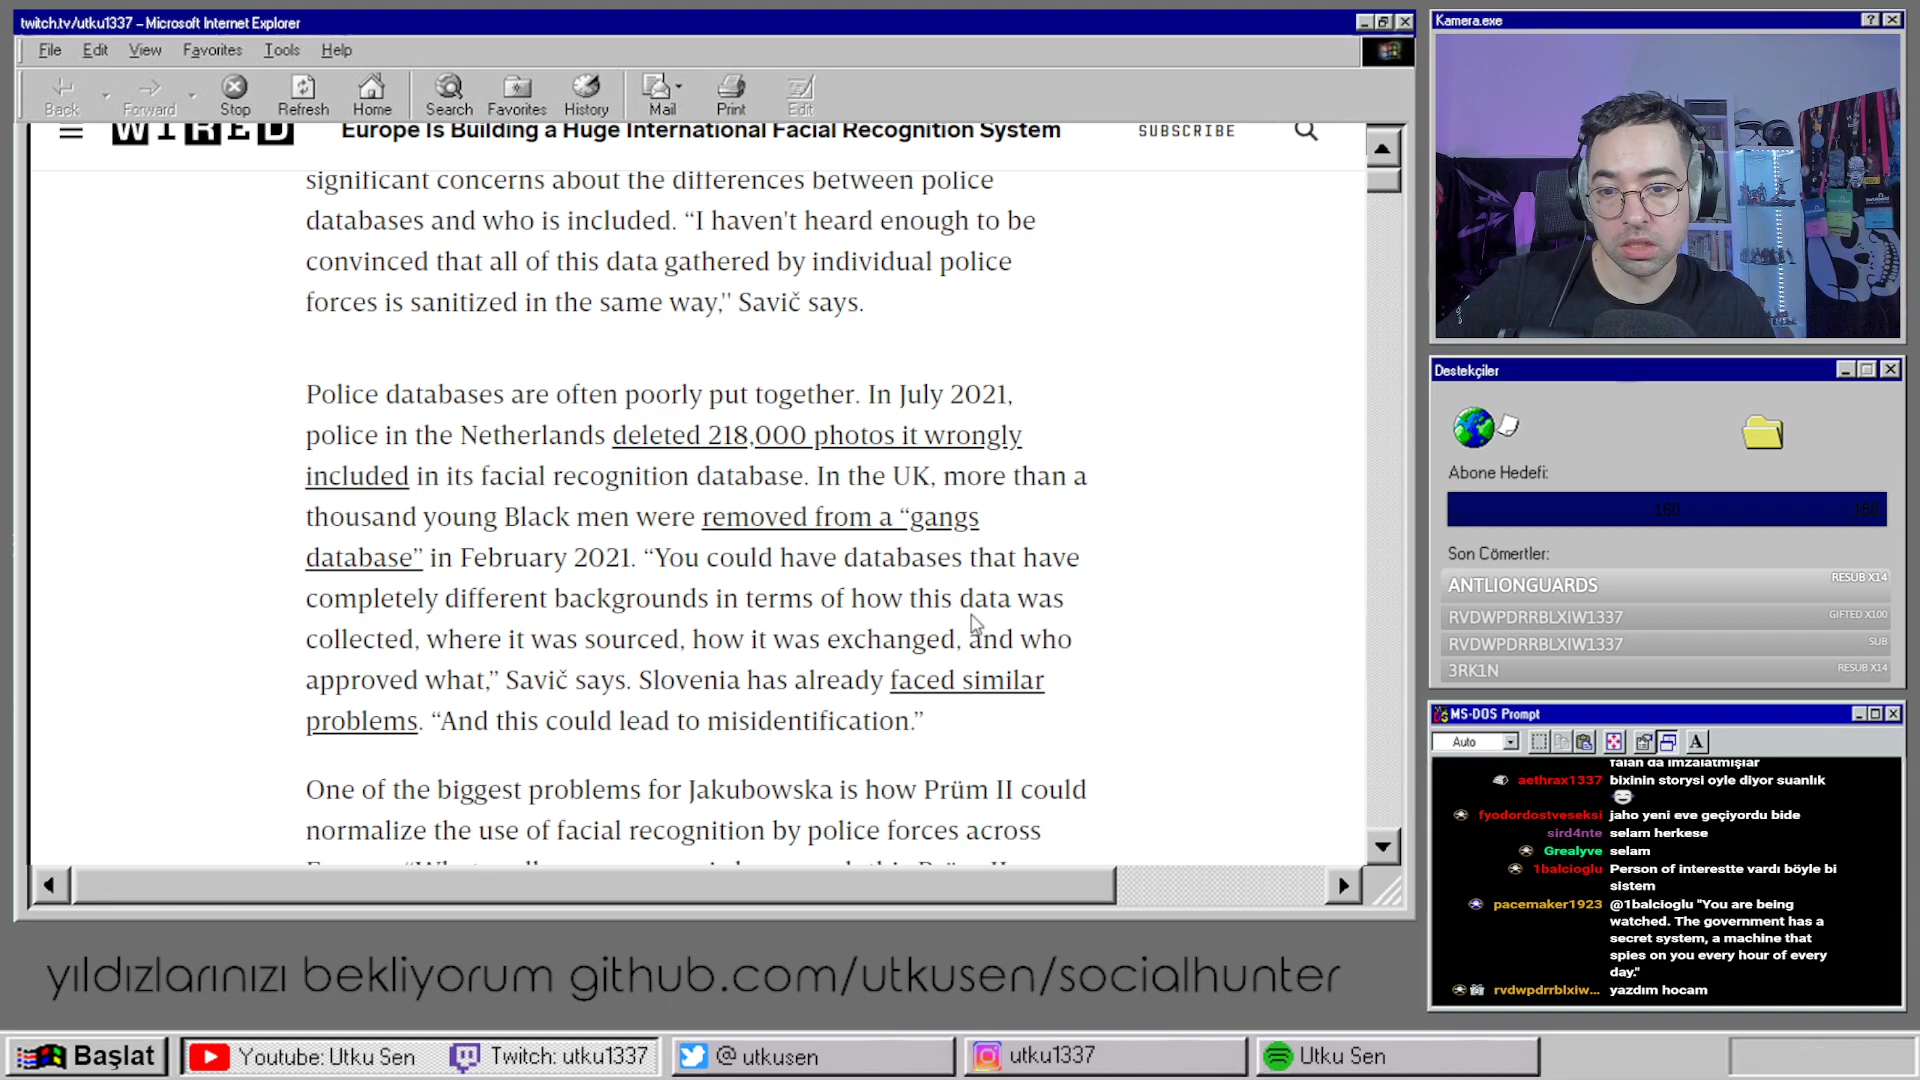 twitch.tv/utku1337 – Microsoft Internet Explorer
File Edit View Favorites Tools Help
Back Forward Stop Refresh Home Search Favorites History Mail Print Edit
WIRED Europe Is Building a Huge International Facial Recognition System SUBSCRIBE
significant concerns about the differences between police
databases and who is included. “I haven't heard enough to be
convinced that all of this data gathered by individual police
forces is sanitized in the same way,'' Savič says.
Police databases are often poorly put together. In July 2021,
police in the Netherlands deleted 218,000 photos it wrongly
included in its facial recognition database. In the UK, more than a
thousand young Black men were removed from a “gangs
database” in February 2021. “You could have databases that have
completely different backgrounds in terms of how this data was
collected, where it was sourced, how it was exchanged, and who
approved what,” Savič says. Slovenia has already faced similar
problems. “And this could lead to misidentification.”
One of the biggest problems for Jakubowska is how Prüm II could
normalize the use of facial recognition by police forces across
yıldızlarınızı bekliyorum github.com/utkusen/socialhunter
Başlat
Youtube: Utku Sen
Twitch: utku1337
@utkusen
utku1337
Utku Sen
Kamera.exe
Destekçiler
Abone Hedefi:
160 150
Son Cömertler:
ANTLIONGUARDS RESUB X14
RVDWPDRRBLXIW1337 GIFTED X100
RVDWPDRRBLXIW1337 SUB
3RK1N RESUB X14
MS-DOS Prompt
Auto
falan da imzalatmışlar
aethrax1337 bixinin storysi oyle diyor suanlik
fyodordostveseksi jaho yeni eve geçiyordu bide
sird4nte selam herkese
Grealyve selam
1balcioglu Person of interestte vardı böyle bi
sistem
pacemaker1923 @1balcioglu "You are being
watched. The government has a
secret system, a machine that
spies on you every hour of every
day."
rvdwpdrrblxiw... yazdım hocam